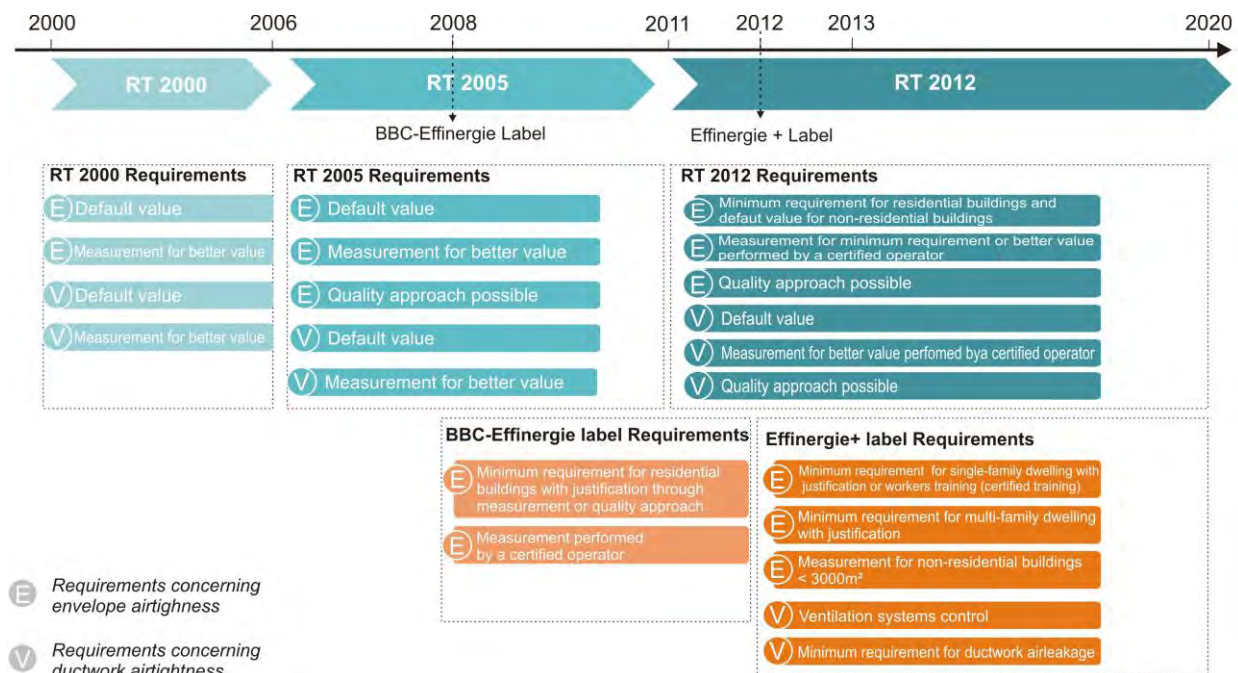 2000 2006 2008 2011 2012 2013 2020
RT 2000 RT 2005 RT 2012
BBC-Effinergie Label Effinergie + Label
RT 2000 Requirements
E Default value
E Measurement for better value
V Default value
V Measurement for better value
RT 2005 Requirements
E Default value
E Measurement for better value
E Quality approach possible
V Default value
V Measurement for better value
RT 2012 Requirements
E Minimum requirement for residential buildings and
defaut value for non-residential buildings
E Measurement for minimum requirement or better value
performed by a certified operator
E Quality approach possible
V Default value
V Measurement for better value perfomed bya certified operator
V Quality approach possible
BBC-Effinergie label Requirements
E Minimum requirement for residential
buildings with justification through
measurement or quality approach
E Measurement performed
by a certified operator
Effinergie+ label Requirements
E Minimum requirement for single-family dwelling with
justification or workers training (certified training)
E Minimum requirement for multi-family dwelling
with justification
E Measurement for non-residential buildings
< 3000m²
V Ventilation systems control
V Minimum requirement for ductwork airleakage
E Requirements concerning
envelope airtighness
V Requirements concerning
ductwork airtightness